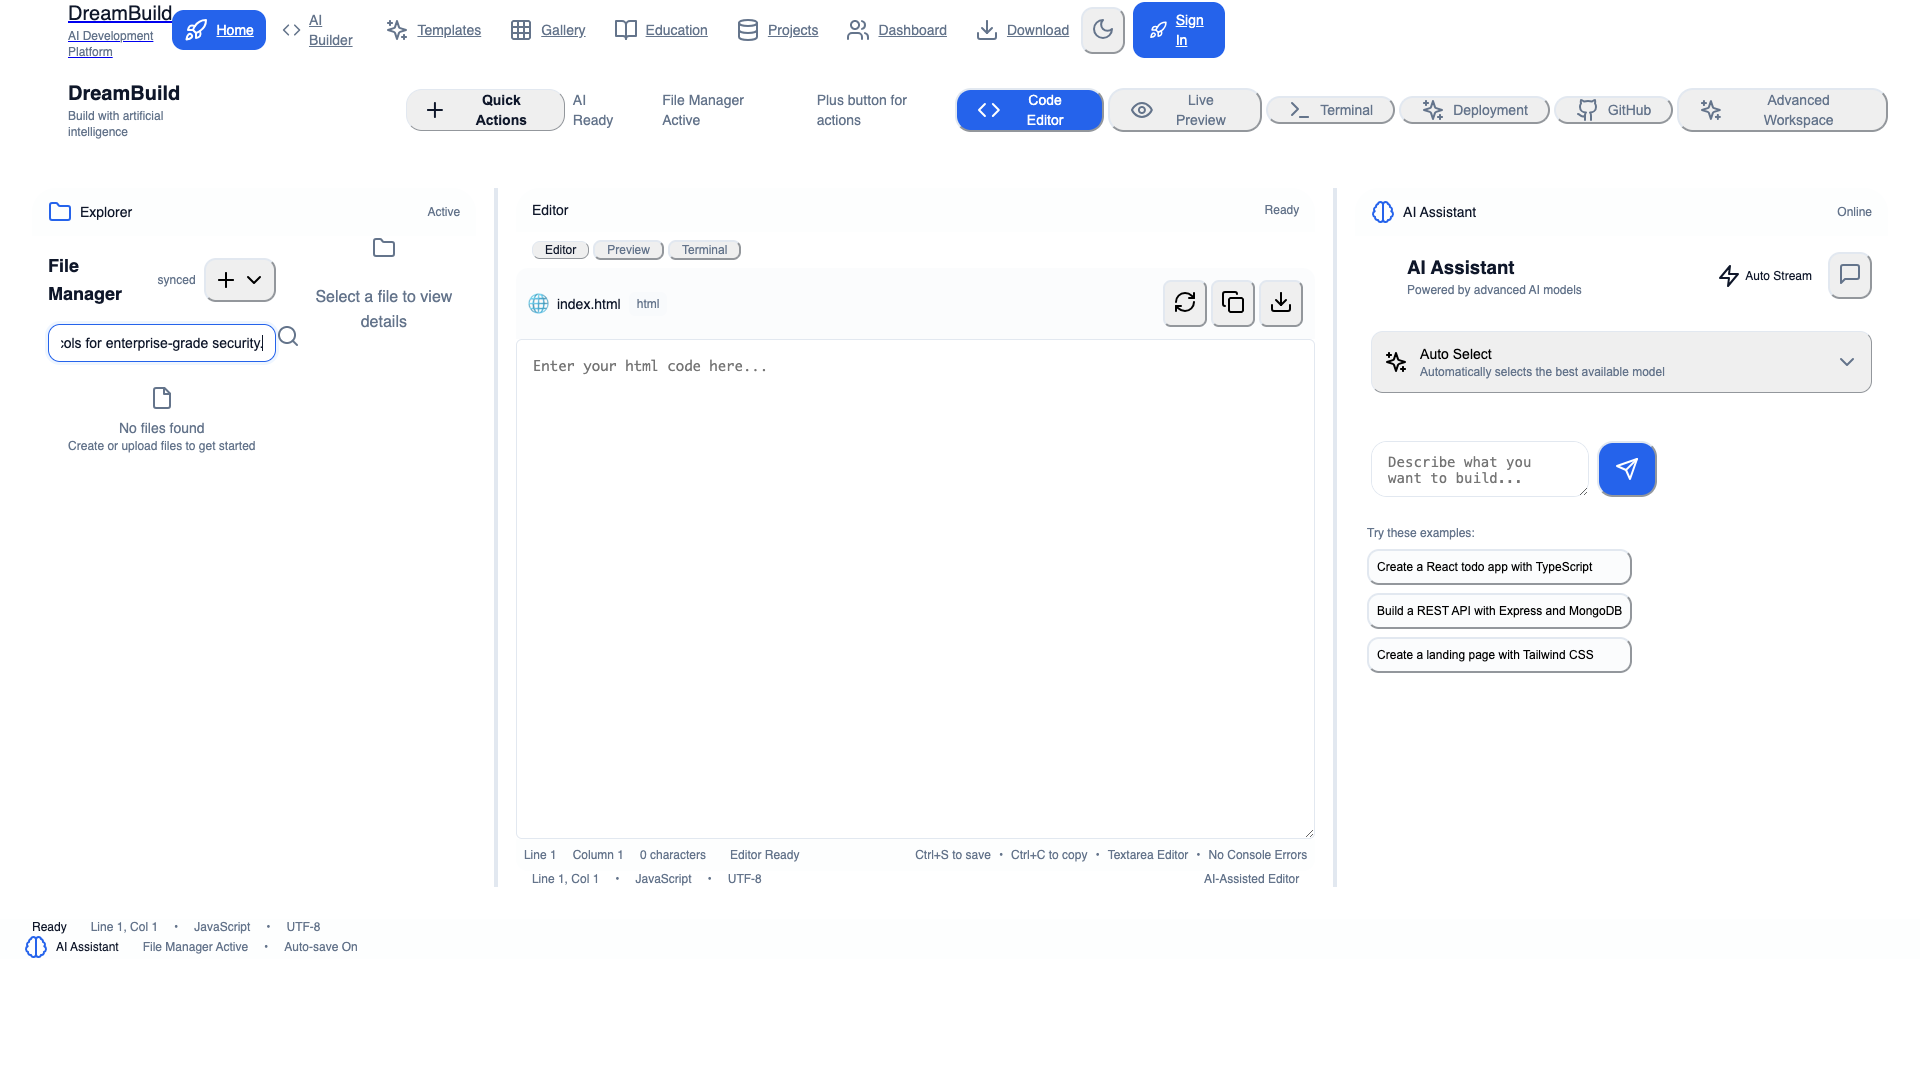 DreamBuild
AI Development
Platform
Home
AI
Builder
Templates
Gallery
Education
Projects
Dashboard
Download
Sign
In
DreamBuild
Build with artificial
intelligence
Quick
Actions
AI
Ready
File Manager
Active
Plus button for
actions
Code
Editor
Live
Preview
Terminal
Deployment
GitHub
Advanced
Workspace
Explorer
Active
File
Manager
synced
for enterprise-grade security.
No files found
Create or upload files to get started
Select a file to view
details
Editor
Ready
Editor
Preview
Terminal
index.html
html
Enter your html code here...
Line 1
Column 1
0 characters
Editor Ready
Ctrl+S to save • Ctrl+C to copy • Textarea Editor • No Console Errors
Line 1, Col 1 • JavaScript • UTF-8
AI-Assisted Editor
AI Assistant
Online
AI Assistant
Powered by advanced AI models
Auto Stream
Auto Select
Automatically selects the best available model
Describe what you
want to build...
Try these examples:
Create a React todo app with TypeScript
Build a REST API with Express and MongoDB
Create a landing page with Tailwind CSS
Ready
Line 1, Col 1 • JavaScript • UTF-8
AI Assistant
File Manager Active • Auto-save On